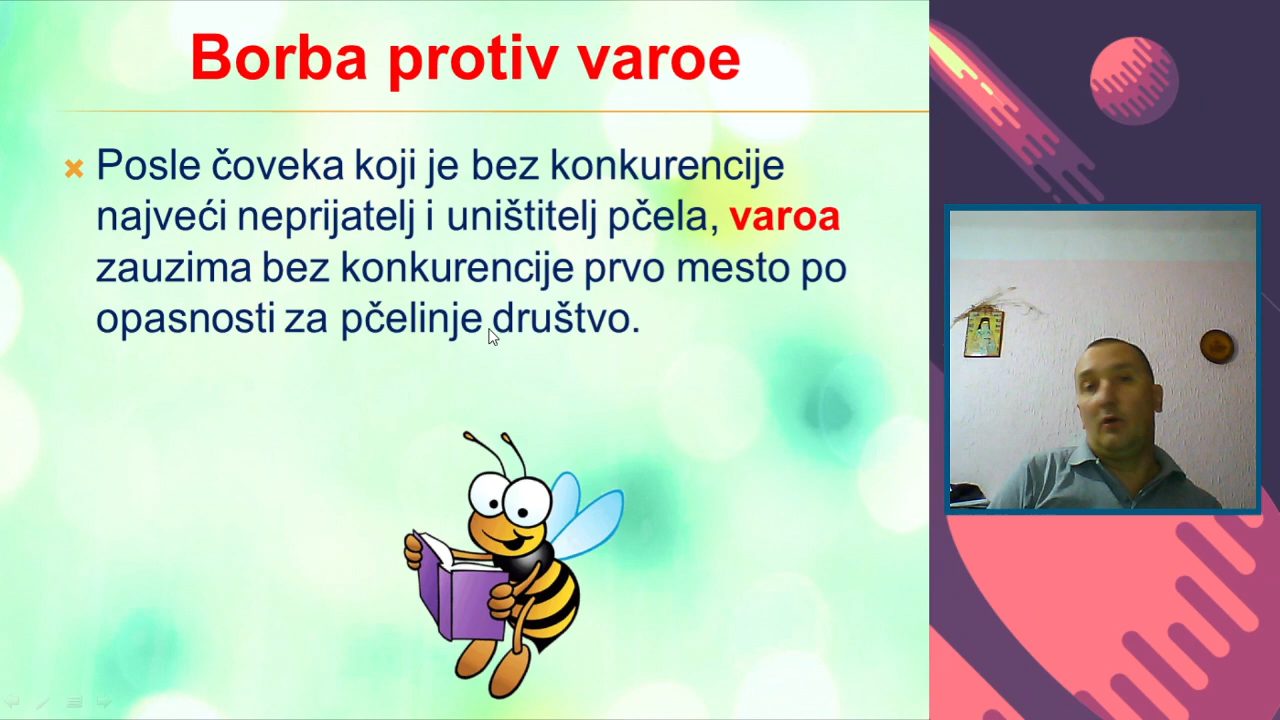 Borba protiv varoe
Posle čoveka koji je bez konkurencije
najveći neprijatelj i uništitelj pčela, varoa
zauzima bez konkurencije prvo mesto po
opasnosti za pčelinje društvo.